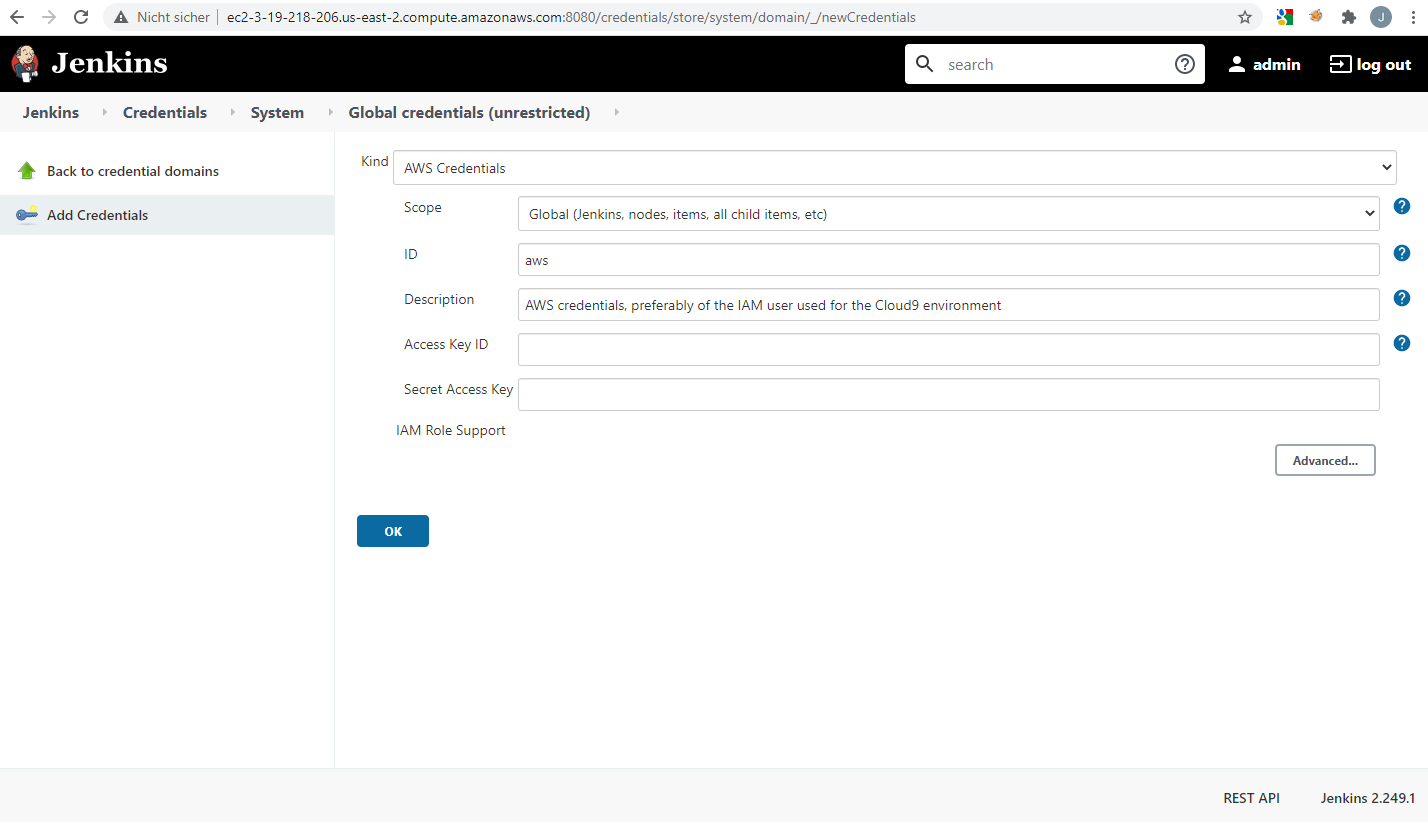 Nicht sicher ec2-3-19-218-206.us-east-2.compute.amazonaws.com:8080/credentials/store/system/domain/_/newCredentials J
Jenkins search admin log out
Jenkins Credentials System Global credentials (unrestricted)
Back to credential domains
Add Credentials
Kind AWS Credentials
Scope Global (Jenkins, nodes, items, all child items, etc) ?
ID aws ?
Description AWS credentials, preferably of the IAM user used for the Cloud9 environment ?
Access Key ID ?
Secret Access Key
IAM Role Support
Advanced...
OK
REST API Jenkins 2.249.1